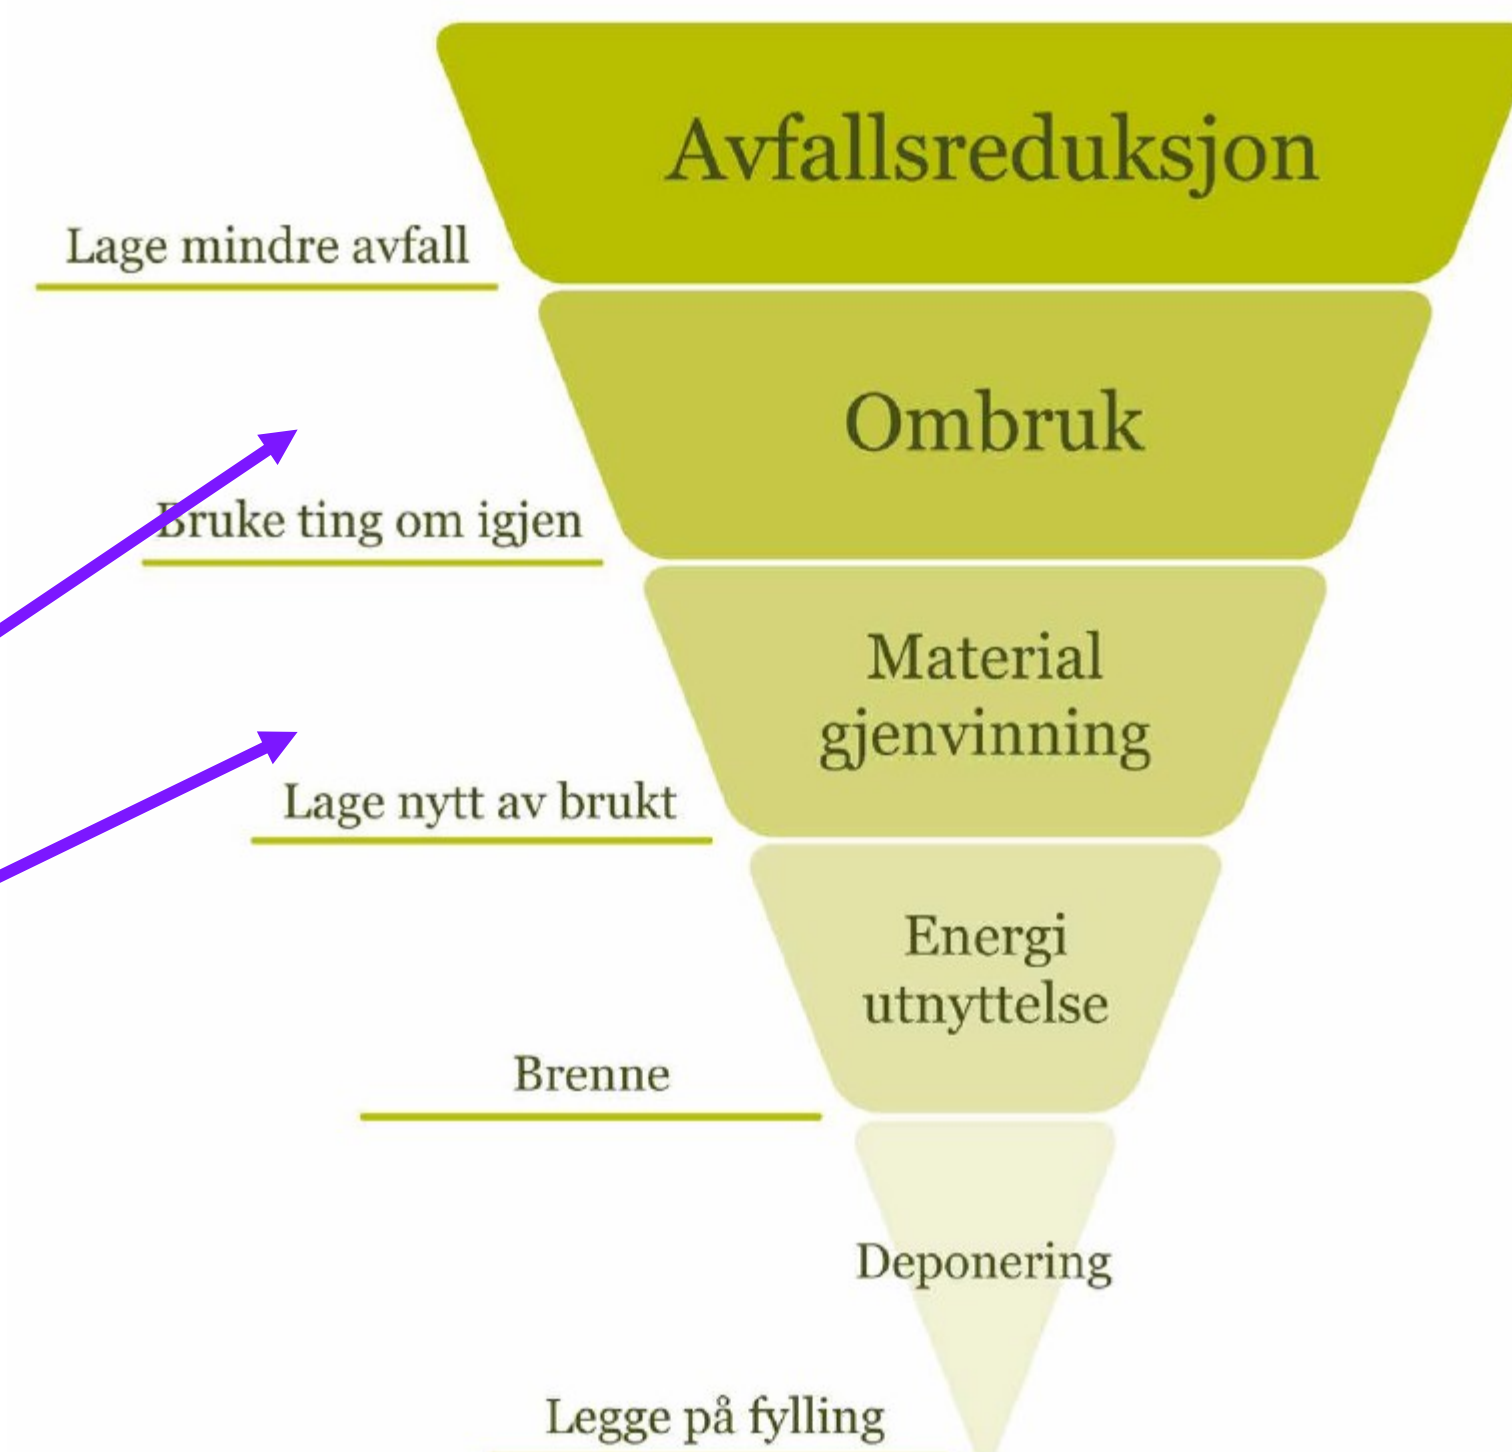 Avfallsreduksjon
Lage mindre avfall
Ombruk
Bruke ting om igjen
Material
gjenvinning
Lage nytt av brukt
Energi
utnyttelse
Brenne
Deponering
Legge på fylling